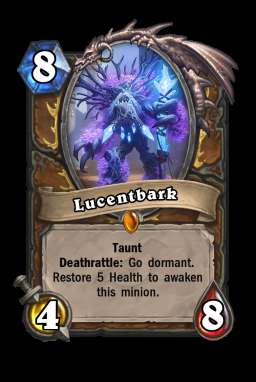 8
Lucentbark
Taunt
Deathrattle: Go dormant.
Restore 5 Health to awaken
this minion.
4 8